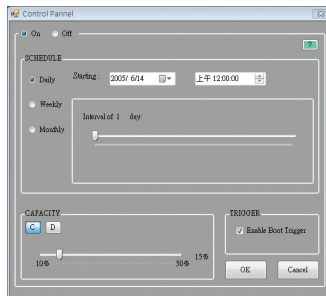 Control Pannel
On Off
?
SCHEDULE
Daily Starting : 2005/ 6/14 上午 12:00:00
Weekly
Monthly
Interval of 1 day:
CAPACITY
C D
15%
10% 50%
TRIGGER
Enable Boot Trigger
OK Cancel